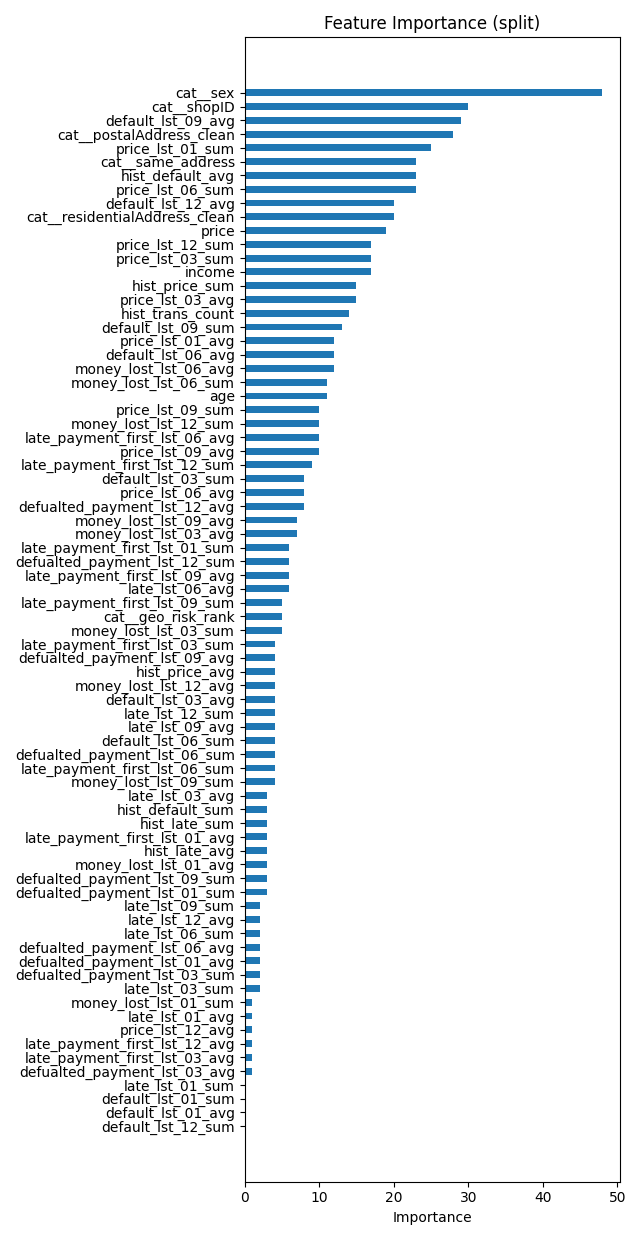 Feature Importance (split)
cat__sex
cat__shopID
default_lst_09_avg
cat__postalAddress_clean
price_lst_01_sum
cat__same_address
hist_default_avg
price_lst_06_sum
default_lst_12_avg
cat__residentialAddress_clean
price
price_lst_12_sum
price_lst_03_sum
income
hist_price_sum
price_lst_03_avg
hist_trans_count
default_lst_09_sum
price_lst_01_avg
default_lst_06_avg
money_lost_lst_06_avg
money_lost_lst_06_sum
age
price_lst_09_sum
money_lost_lst_12_sum
late_payment_first_lst_06_avg
price_lst_09_avg
late_payment_first_lst_12_sum
default_lst_03_sum
price_lst_06_avg
defualted_payment_lst_12_avg
money_lost_lst_09_avg
money_lost_lst_03_avg
late_payment_first_lst_01_sum
defualted_payment_lst_12_sum
late_payment_first_lst_09_avg
late_lst_06_avg
late_payment_first_lst_09_sum
cat__geo_risk_rank
money_lost_lst_03_sum
late_payment_first_lst_03_sum
defualted_payment_lst_09_avg
hist_price_avg
money_lost_lst_12_avg
default_lst_03_avg
late_lst_12_sum
late_lst_09_avg
default_lst_06_sum
defualted_payment_lst_06_sum
late_payment_first_lst_06_sum
money_lost_lst_09_sum
late_lst_03_avg
hist_default_sum
hist_late_sum
late_payment_first_lst_01_avg
hist_late_avg
money_lost_lst_01_avg
defualted_payment_lst_09_sum
defualted_payment_lst_01_sum
late_lst_09_sum
late_lst_12_avg
late_lst_06_sum
defualted_payment_lst_06_avg
defualted_payment_lst_01_avg
defualted_payment_lst_03_sum
late_lst_03_sum
money_lost_lst_01_sum
late_lst_01_avg
price_lst_12_avg
late_payment_first_lst_12_avg
late_payment_first_lst_03_avg
defualted_payment_lst_03_avg
late_lst_01_sum
default_lst_01_sum
default_lst_01_avg
default_lst_12_sum
0 10 20 30 40 50
Importance